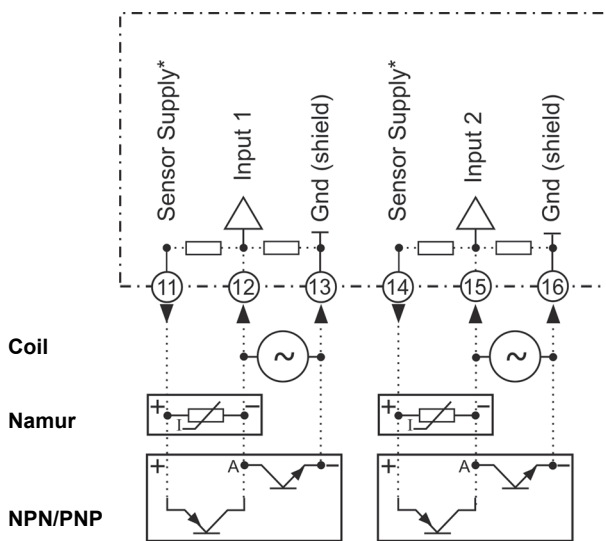 Sensor Supply*
Input 1
Gnd (shield)
Sensor Supply*
Input 2
Gnd (shield)
11
12
13
14
15
16
Coil
~
~
Namur
+
I
−
+
I
−
NPN/PNP
+
A
−
+
A
−